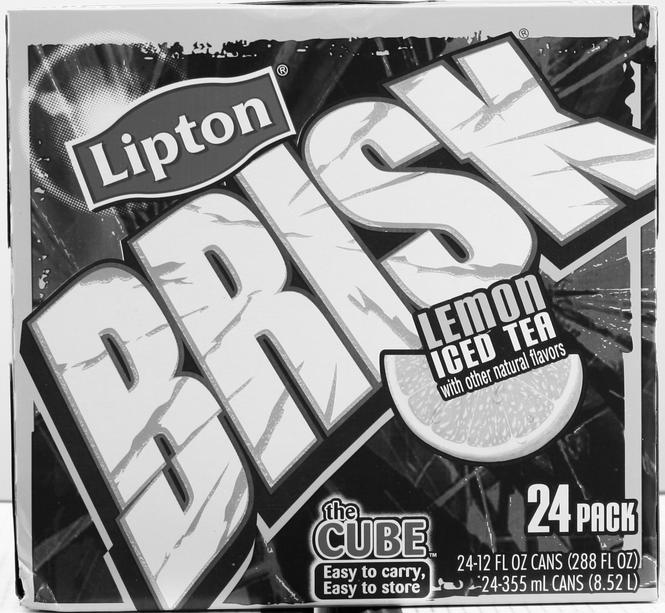 Lipton®
BRISK®
LEMON
ICED TEA
with other natural flavors
24 PACK
the
CUBE™
Easy to carry,
Easy to store
24-12 FL OZ CANS (288 FL OZ)
24-355 mL CANS (8.52 L)